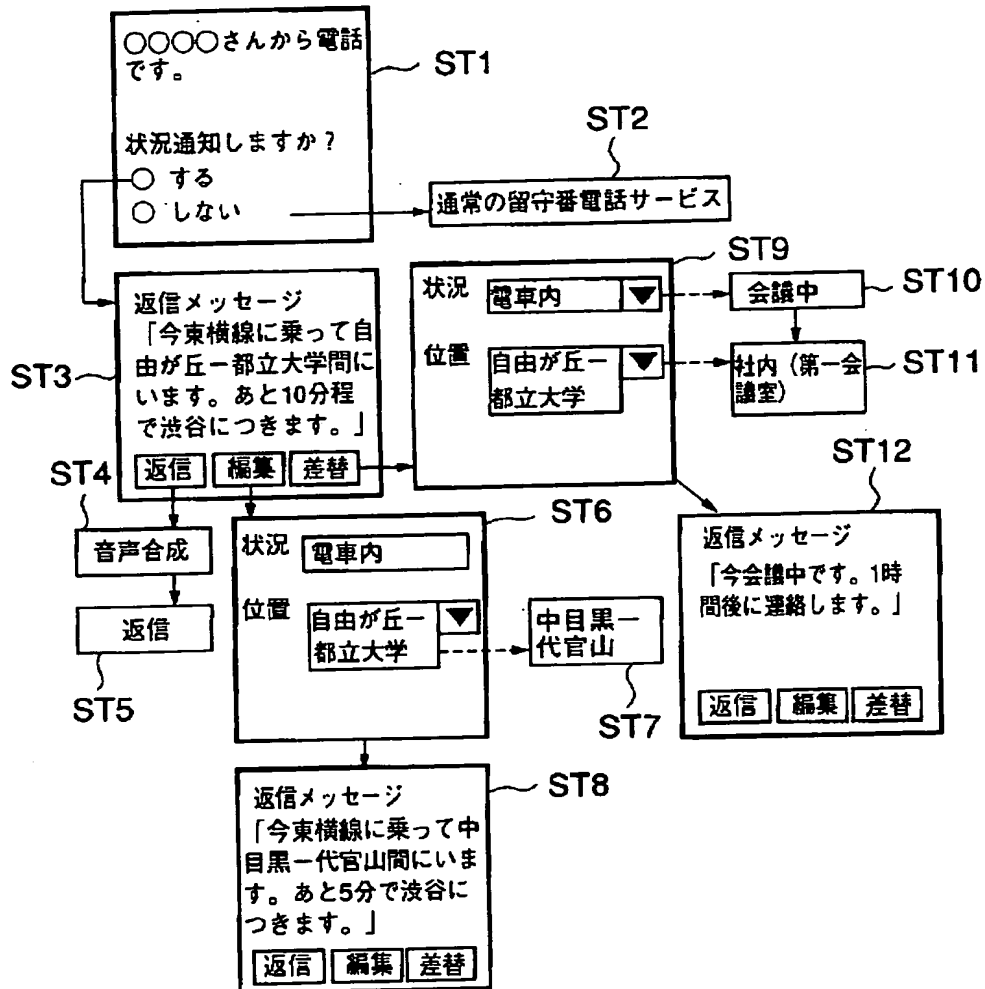 ○○○○さんから電話
です。
状況通知しますか？
○ する
○ しない
ST1
ST2
通常の留守番電話サービス
ST3
返信メッセージ
「今東横線に乗って自
由が丘ー都立大学間に
います。あと10分程
で渋谷につきます。」
返信 編集 差替
ST9
状況 電車内
位置 自由が丘ー
都立大学
会議中
ST10
社内（第一会
議室）
ST11
ST4
音声合成
返信
ST5
ST6
状況 電車内
位置 自由が丘ー
都立大学
中目黒ー
代官山
ST7
ST12
返信メッセージ
「今会議中です。1時
間後に連絡します。」
返信 編集 差替
ST8
返信メッセージ
「今東横線に乗って中
目黒ー代官山間にいま
す。あと5分で渋谷に
つきます。」
返信 編集 差替